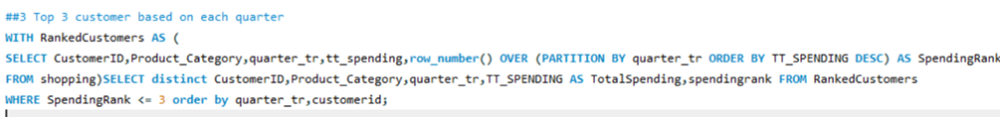 ##3 Top 3 customer based on each quarter
WITH RankedCustomers AS (
SELECT CustomerID,Product_Category,quarter_tr,tt_spending,row_number() OVER (PARTITION BY quarter_tr ORDER BY TT_SPENDING DESC) AS SpendingRank
FROM shopping)SELECT distinct CustomerID,Product_Category,quarter_tr,TT_SPENDING AS TotalSpending,spendingrank FROM RankedCustomers
WHERE SpendingRank <= 3 order by quarter_tr,customerid;